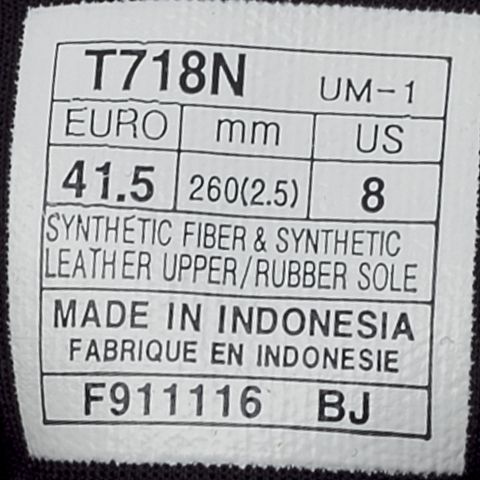 T718N UM-1
EURO mm US
41.5 260(2.5) 8
SYNTHETIC FIBER & SYNTHETIC
LEATHER UPPER/RUBBER SOLE
MADE IN INDONESIA
FABRIQUE EN INDONESIE
F911116 BJ